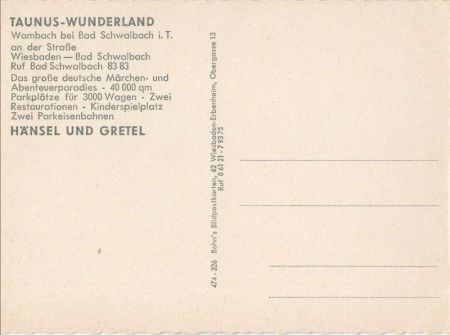 TAUNUS-WUNDERLAND
Wambach bei Bad Schwalbach i. T.
an der Straße
Wiesbaden — Bad Schwalbach
Ruf Bad Schwalbach 83 83
Das große deutsche Märchen- und
Abenteuerparadies - 40 000 qm
Parkplätze für 3000 Wagen - Zwei
Restaurationen - Kinderspielplatz
Zwei Parkeisenbahnen
HÄNSEL UND GRETEL
474 - 326 Bohn's Bildpostkarten, 62 Wiesbaden-Erbenheim, Obergasse 13
Ruf 0 61 21 - 7 93 75